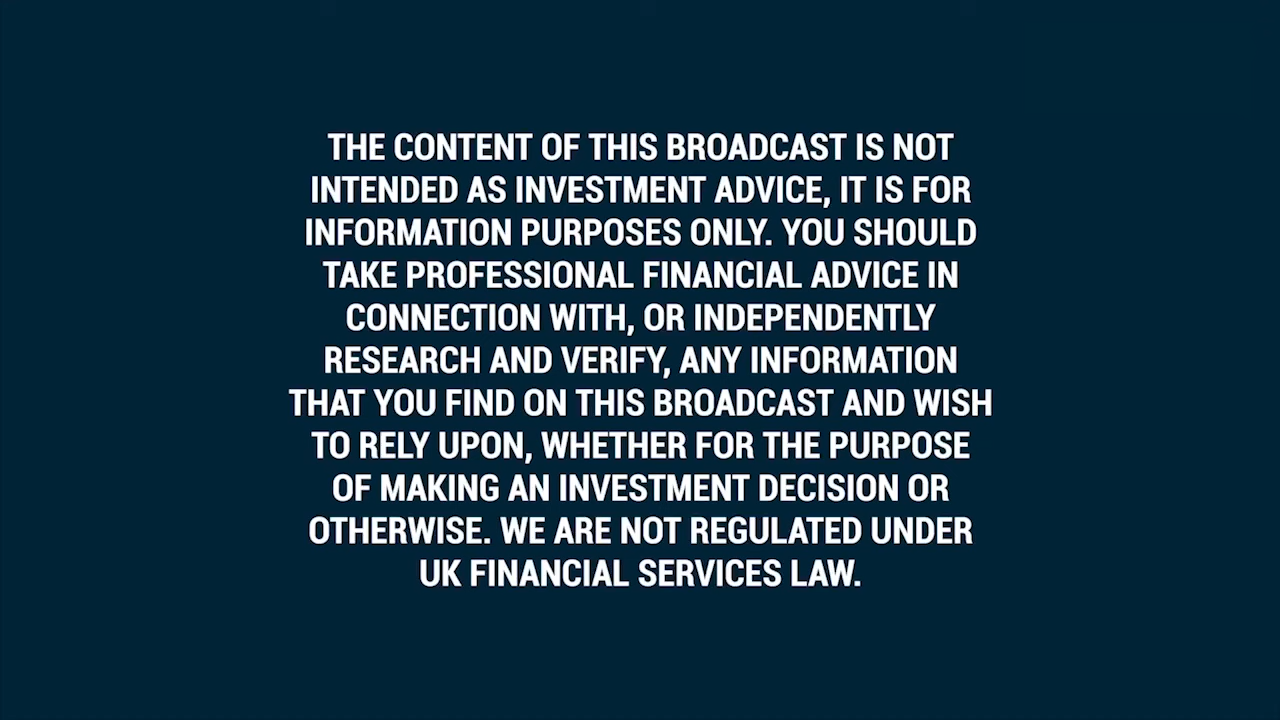 THE CONTENT OF THIS BROADCAST IS NOT
INTENDED AS INVESTMENT ADVICE, IT IS FOR
INFORMATION PURPOSES ONLY. YOU SHOULD
TAKE PROFESSIONAL FINANCIAL ADVICE IN
CONNECTION WITH, OR INDEPENDENTLY
RESEARCH AND VERIFY, ANY INFORMATION
THAT YOU FIND ON THIS BROADCAST AND WISH
TO RELY UPON, WHETHER FOR THE PURPOSE
OF MAKING AN INVESTMENT DECISION OR
OTHERWISE. WE ARE NOT REGULATED UNDER
UK FINANCIAL SERVICES LAW.